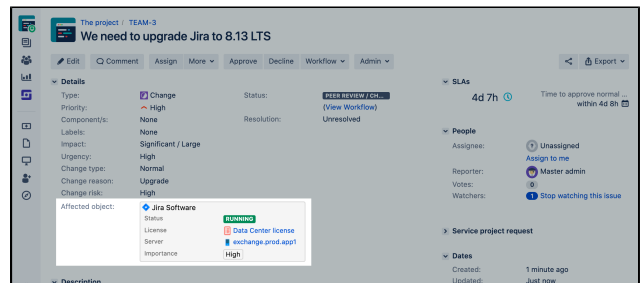 The project / TEAM-3
We need to upgrade Jira to 8.13 LTS
Edit Comment Assign More Approve Decline Workflow Admin Export
Details
Type: Change
Status: PEER REVIEW / CH...
(View Workflow)
Priority: High
Component/s: None
Resolution: Unresolved
Labels: None
Impact: Significant / Large
Urgency: High
Change type: Normal
Change reason: Upgrade
Change risk: High
Affected object: Jira Software
Status RUNNING
License Data Center license
Server exchange.prod.app1
Importance High
Description
SLAs
4d 7h Time to approve normal ...
within 4d 8h
People
Assignee: Unassigned
Assign to me
Reporter: admin
Votes: 0
Watchers: 1 Stop watching this issue
Service project request
Dates
Created: 1 minute ago
Updated: Just now